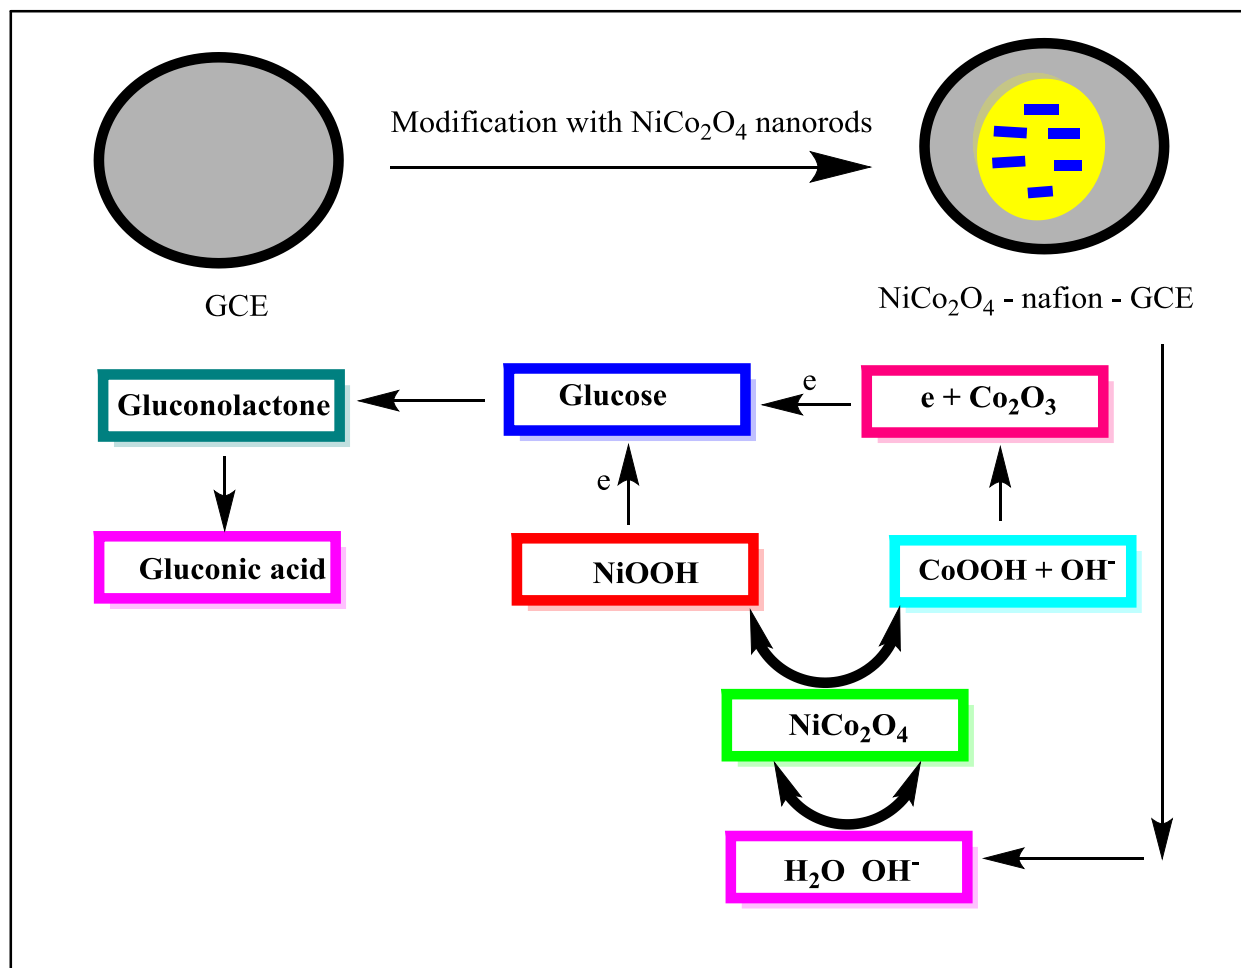 Modification with NiCo₂O₄ nanorods
GCE
NiCo₂O₄ - nafion - GCE
Gluconolactone
Glucose
e
e + Co₂O₃
e
Gluconic acid
NiOOH
CoOOH + OH⁻
NiCo₂O₄
H₂O OH⁻